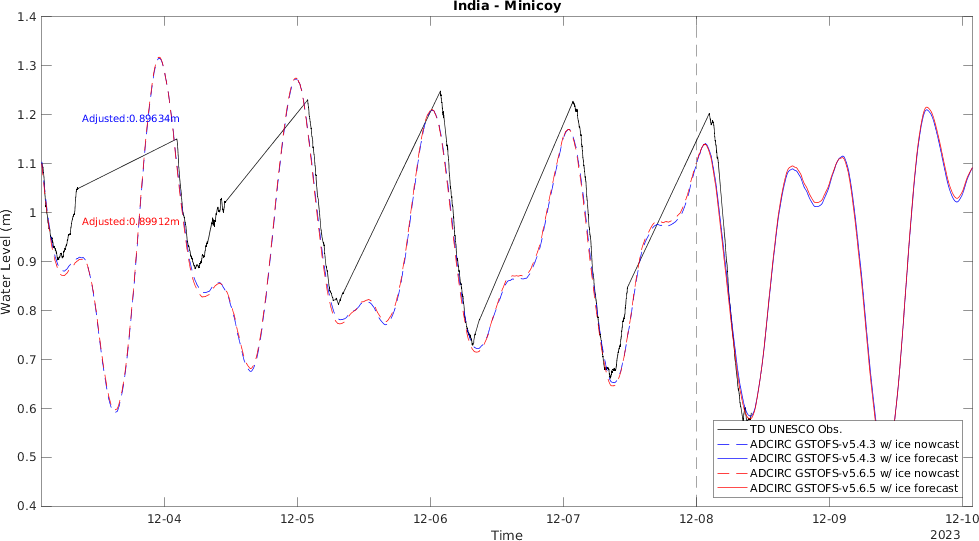 India - Minicoy
1.4
1.3
1.2
1.1
1
0.9
0.8
0.7
0.6
0.5
0.4
Water Level (m)
Adjusted:0.89634m
Adjusted:0.89912m
TD UNESCO Obs.
ADCIRC GSTOFS-v5.4.3 w/ ice nowcast
ADCIRC GSTOFS-v5.4.3 w/ ice forecast
ADCIRC GSTOFS-v5.6.5 w/ ice nowcast
ADCIRC GSTOFS-v5.6.5 w/ ice forecast
12-04 12-05 12-06 12-07 12-08 12-09 12-10
Time
2023